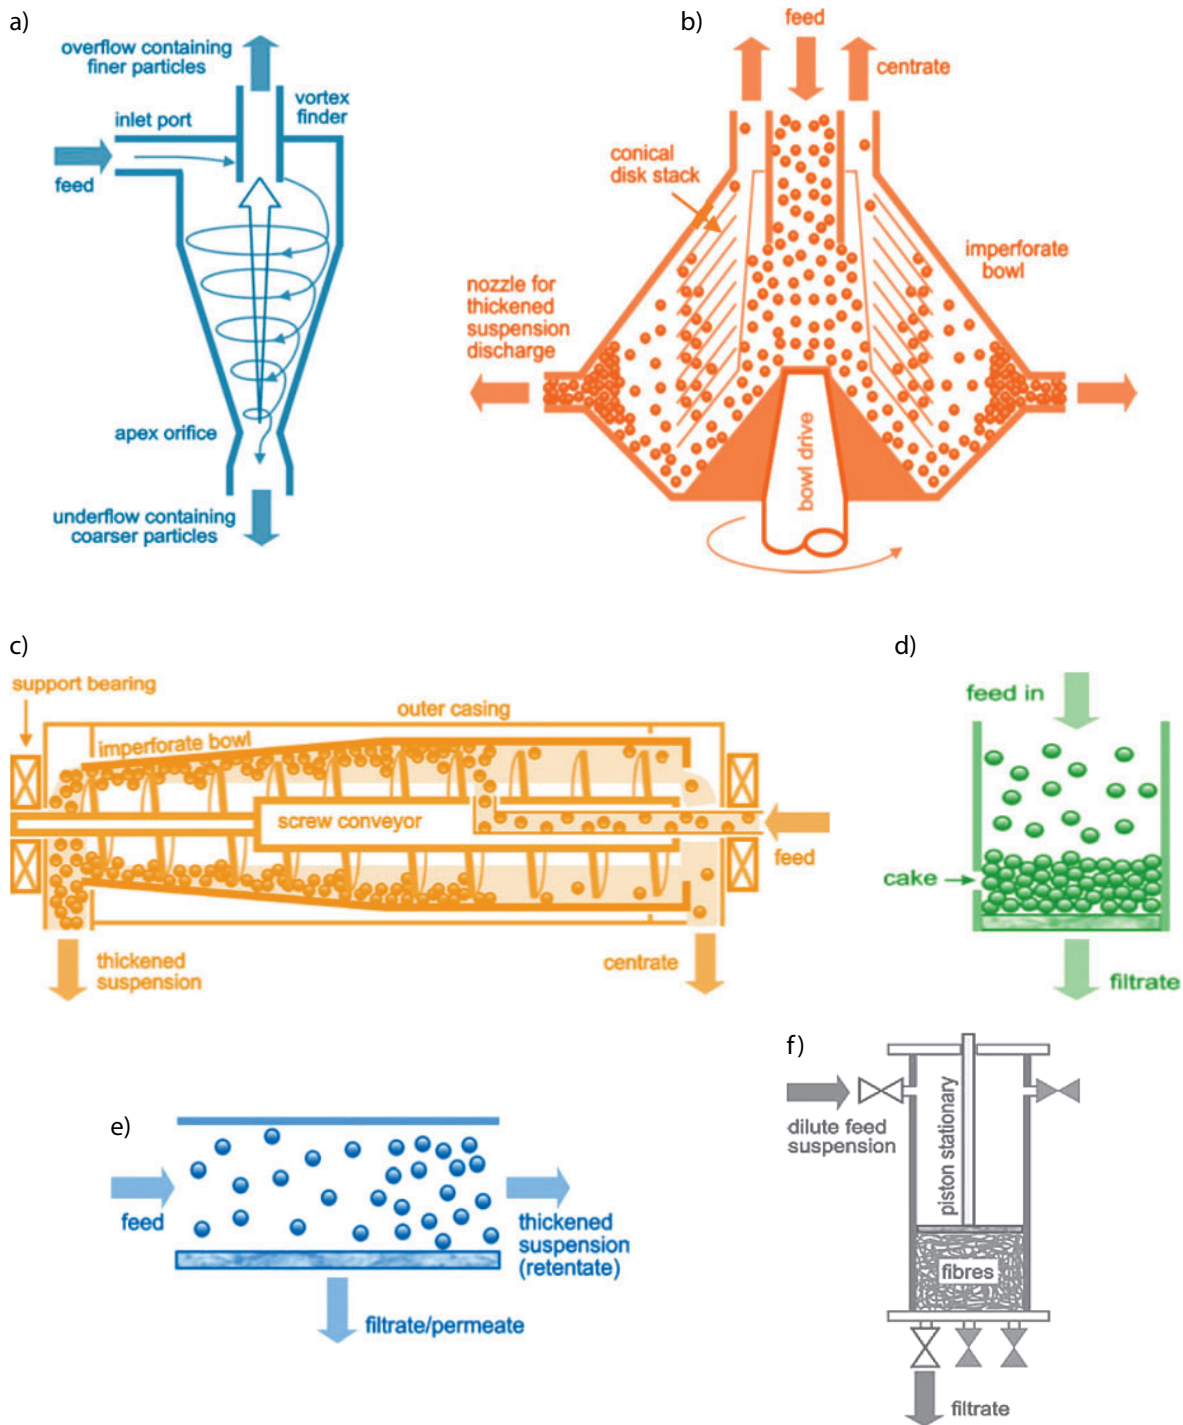 a)
overflow containing
finer particles
inlet port
vortex
finder
feed
apex orifice
underflow containing
coarser particles
b)
feed
centrate
conical
disk stack
imperforate
bowl
nozzle for
thickened
suspension
discharge
bowl drive
c)
support bearing
outer casing
imperforate bowl
screw conveyor
feed
thickened
suspension
centrate
d)
feed in
cake
filtrate
e)
feed
thickened
suspension
(retentate)
filtrate/permeate
f)
dilute feed
suspension
piston stationary
fibres
filtrate